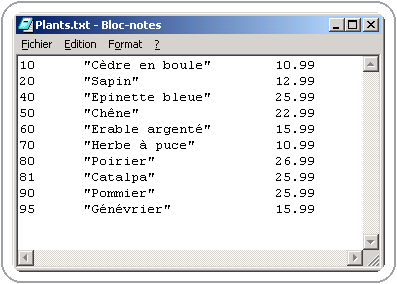 Plants.txt - Bloc-notes
Fichier Edition Format ?
10 "Cèdre en boule" 10.99
20 "Sapin" 12.99
40 "Epinette bleue" 25.99
50 "Chêne" 22.99
60 "Erable argenté" 15.99
70 "Herbe à puce" 10.99
80 "Poirier" 26.99
81 "Catalpa" 25.99
90 "Pommier" 25.99
95 "Génévrier" 15.99